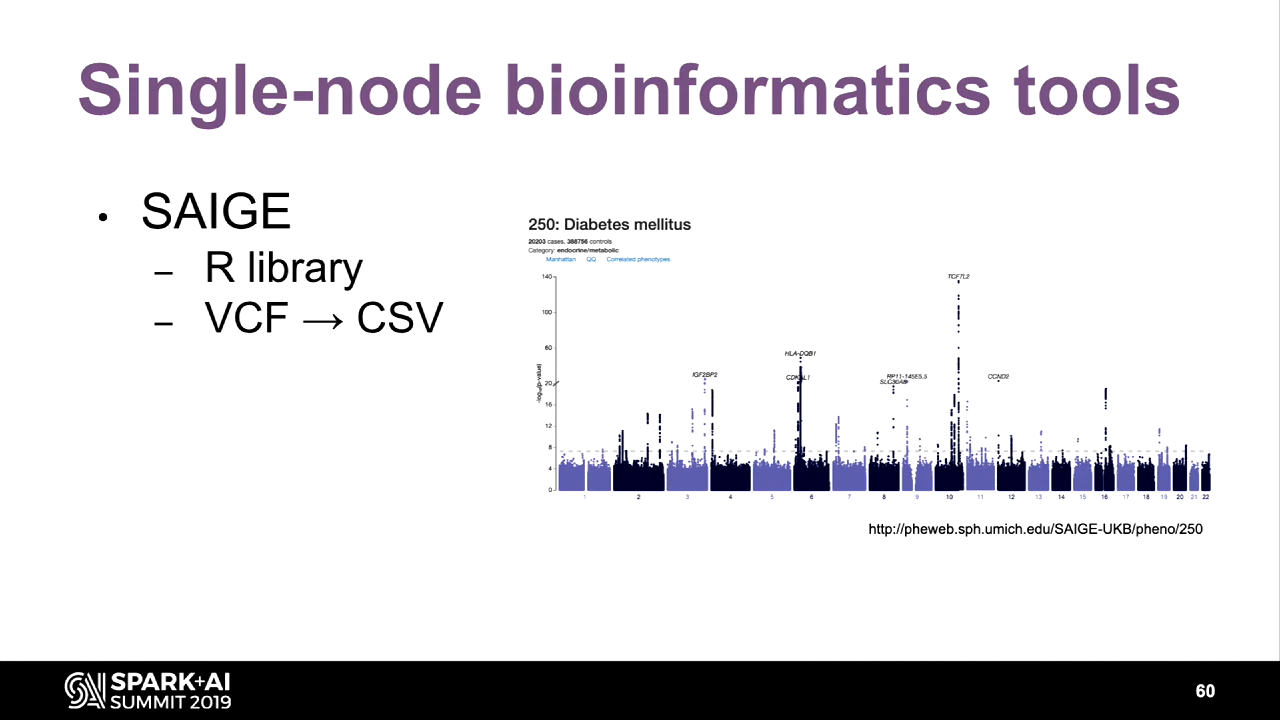 Single-node bioinformatics tools
• SAIGE
– R library
– VCF → CSV
250: Diabetes mellitus
20203 cases, 388756 controls
Category: endocrine/metabolic
Manhattan QQ Correlated phenotypes
-log₁₀(p-value)
140
100
60
20
16
12
8
4
0
TCF7L2
HLA-DQB1
CDKAL1
IGF2BP2
RP11-145E5.5
SLC30A8
CCND2
1 2 3 4 5 6 7 8 9 10 11 12 13 14 15 16 17 18 19 20 21 22
http://pheweb.sph.umich.edu/SAIGE-UKB/pheno/250
SPARK+AI
SUMMIT 2019
60